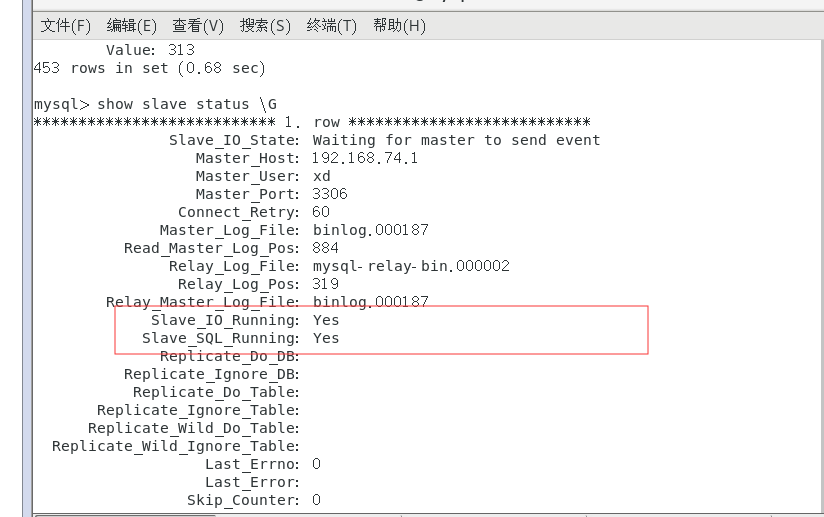 文件(F) 编辑(E) 查看(V) 搜索(S) 终端(T) 帮助(H)
Value: 313
453 rows in set (0.68 sec)
mysql> show slave status \G
*************************** 1. row ***************************
Slave_IO_State: Waiting for master to send event
Master_Host: 192.168.74.1
Master_User: xd
Master_Port: 3306
Connect_Retry: 60
Master_Log_File: binlog.000187
Read_Master_Log_Pos: 884
Relay_Log_File: mysql-relay-bin.000002
Relay_Log_Pos: 319
Relay_Master_Log_File: binlog.000187
Slave_IO_Running: Yes
Slave_SQL_Running: Yes
Replicate_Do_DB:
Replicate_Ignore_DB:
Replicate_Do_Table:
Replicate_Ignore_Table:
Replicate_Wild_Do_Table:
Replicate_Wild_Ignore_Table:
Last_Errno: 0
Last_Error:
Skip_Counter: 0